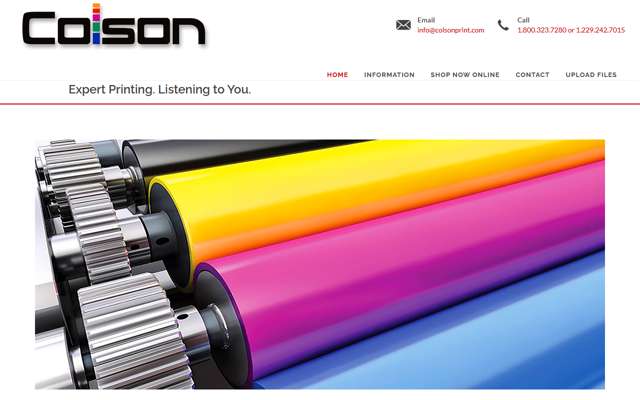 Colson
Email
info@colsonprint.com
Call
1.800.323.7280 or 1.229.242.7015
HOME
INFORMATION
SHOP NOW ONLINE
CONTACT
UPLOAD FILES
Expert Printing. Listening to You.